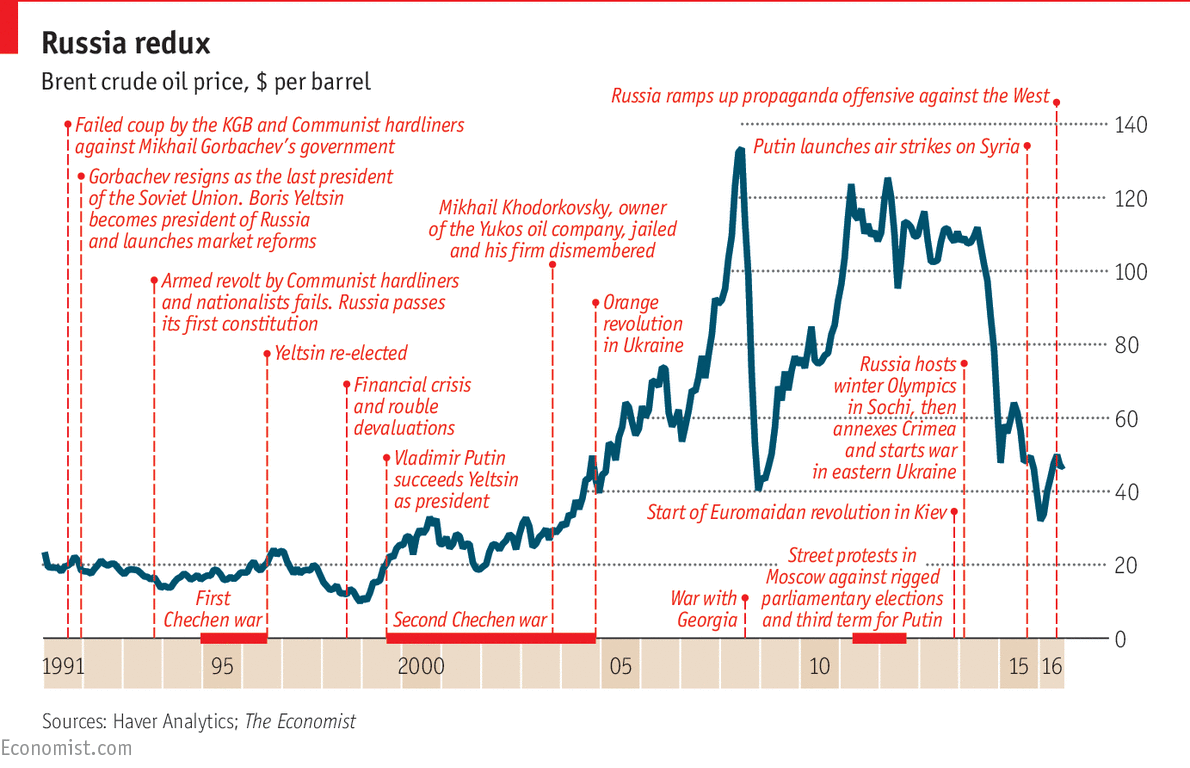 Russia redux
Brent crude oil price, $ per barrel
Russia ramps up propaganda offensive against the West
Failed coup by the KGB and Communist hardliners
against Mikhail Gorbachev's government
Putin launches air strikes on Syria
Gorbachev resigns as the last president
of the Soviet Union. Boris Yeltsin
becomes president of Russia
and launches market reforms
Mikhail Khodorkovsky, owner
of the Yukos oil company, jailed
and his firm dismembered
Armed revolt by Communist hardliners
and nationalists fails. Russia passes
its first constitution
Orange
revolution
in Ukraine
Yeltsin re-elected
Financial crisis
and rouble
devaluations
Russia hosts
winter Olympics
in Sochi, then
annexes Crimea
and starts war
in eastern Ukraine
Vladimir Putin
succeeds Yeltsin
as president
Start of Euromaidan revolution in Kiev
Street protests in
Moscow against rigged
parliamentary elections
and third term for Putin
First
Chechen war
Second Chechen war
War with
Georgia
140
120
100
80
60
40
20
0
1991
95
2000
05
10
15
16
Sources: Haver Analytics; The Economist
Economist.com